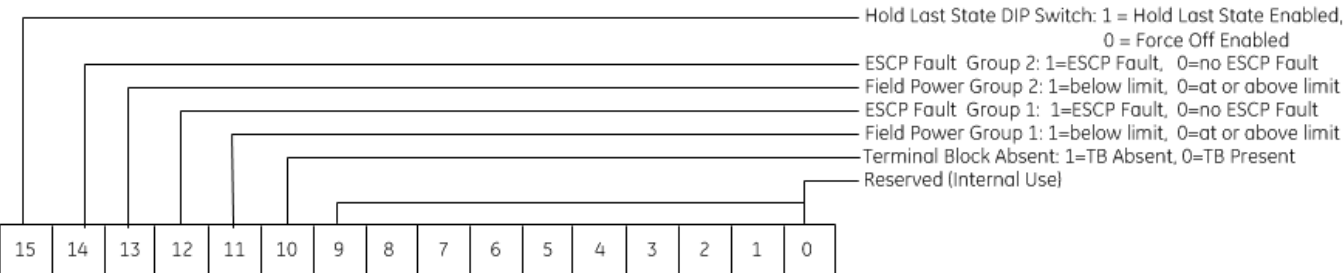 Hold Last State DIP Switch: 1 = Hold Last State Enabled,
0 = Force Off Enabled
ESCP Fault Group 2: 1=ESCP Fault, 0=no ESCP Fault
Field Power Group 2: 1=below limit, 0=at or above limit
ESCP Fault Group 1: 1=ESCP Fault, 0=no ESCP Fault
Field Power Group 1: 1=below limit, 0=at or above limit
Terminal Block Absent: 1=TB Absent, 0=TB Present
Reserved (Internal Use)
15 14 13 12 11 10 9 8 7 6 5 4 3 2 1 0